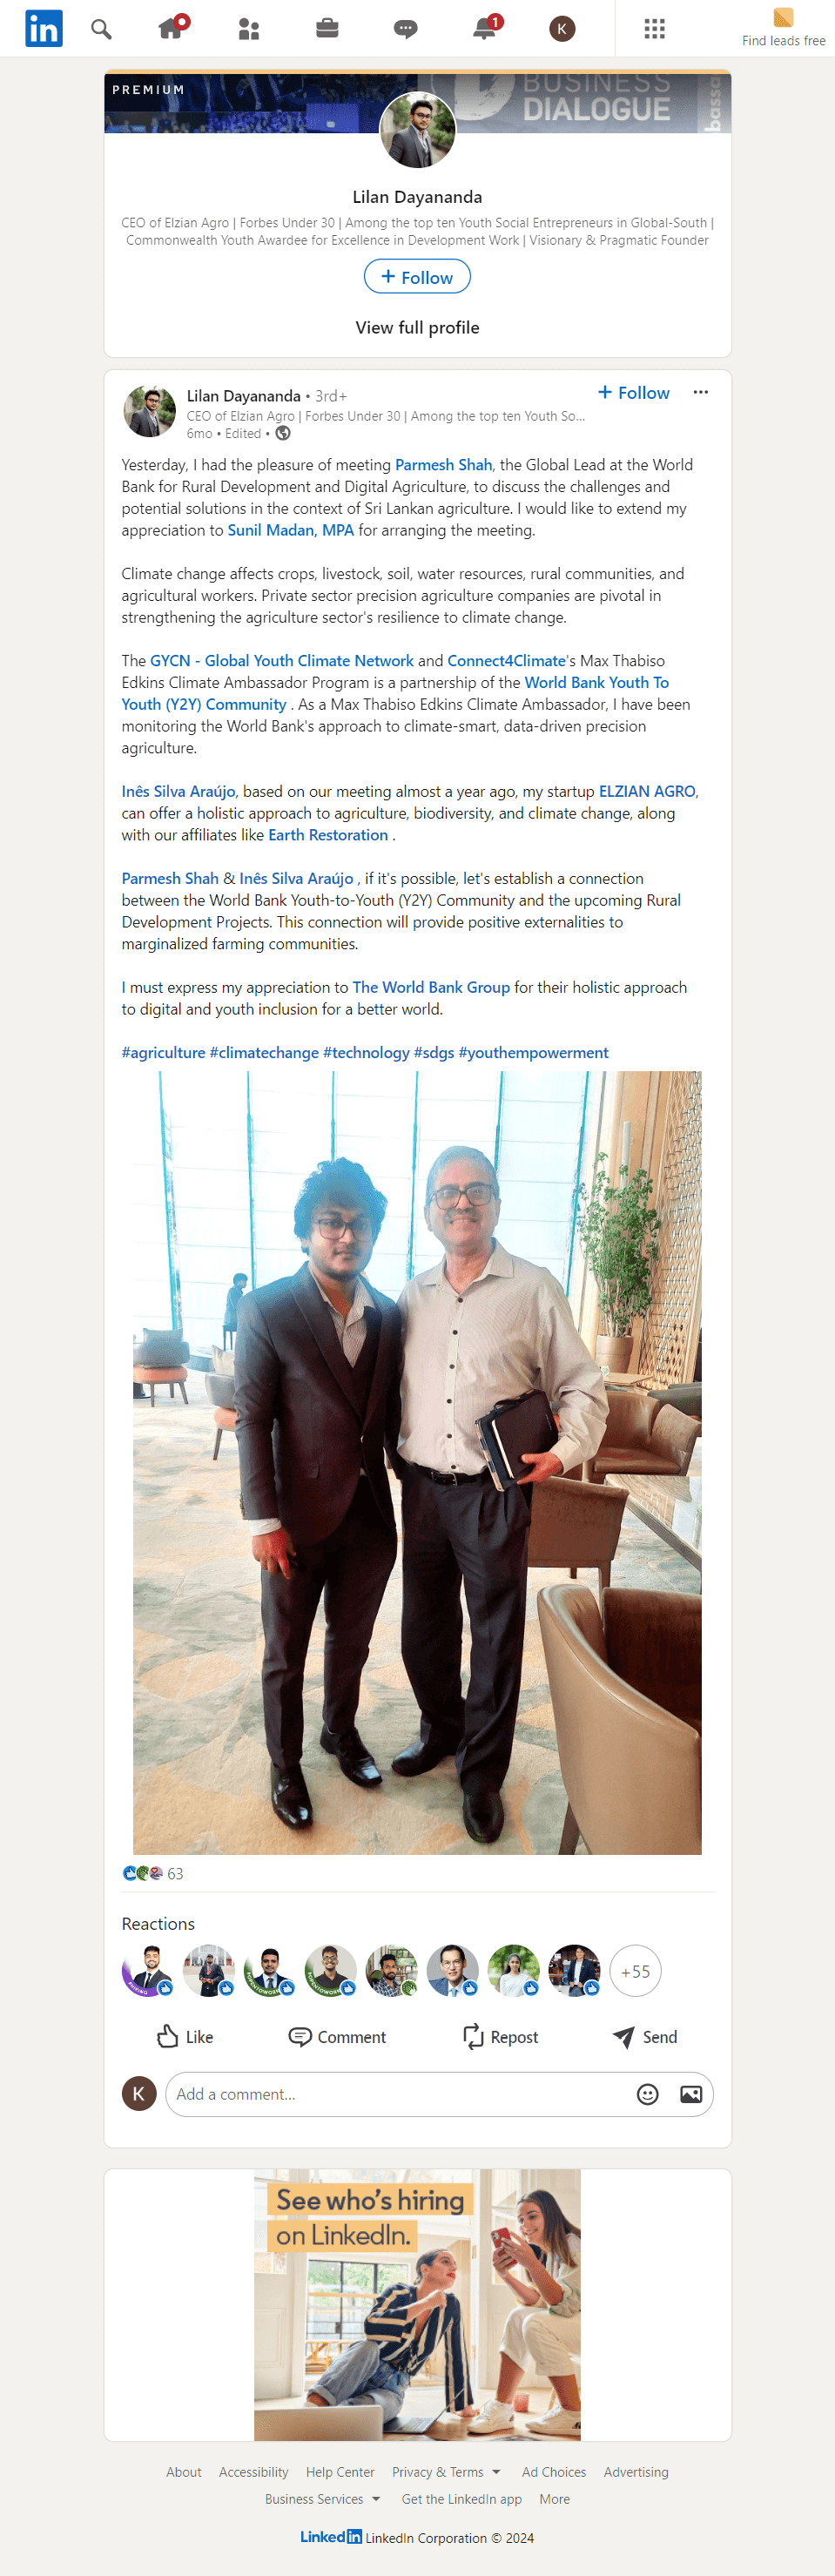 in
1
K
Find leads free
PREMIUM
BUSINESS
DIALOGUE
bassa
Lilan Dayananda
CEO of Elzian Agro | Forbes Under 30 | Among the top ten Youth Social Entrepreneurs in Global-South |
Commonwealth Youth Awardee for Excellence in Development Work | Visionary & Pragmatic Founder
+ Follow
View full profile
Lilan Dayananda • 3rd+
+ Follow
CEO of Elzian Agro | Forbes Under 30 | Among the top ten Youth So...
6mo • Edited •
Yesterday, I had the pleasure of meeting Parmesh Shah, the Global Lead at the World
Bank for Rural Development and Digital Agriculture, to discuss the challenges and
potential solutions in the context of Sri Lankan agriculture. I would like to extend my
appreciation to Sunil Madan, MPA for arranging the meeting.
Climate change affects crops, livestock, soil, water resources, rural communities, and
agricultural workers. Private sector precision agriculture companies are pivotal in
strengthening the agriculture sector's resilience to climate change.
The GYCN - Global Youth Climate Network and Connect4Climate's Max Thabiso
Edkins Climate Ambassador Program is a partnership of the World Bank Youth To
Youth (Y2Y) Community . As a Max Thabiso Edkins Climate Ambassador, I have been
monitoring the World Bank's approach to climate-smart, data-driven precision
agriculture.
Inês Silva Araújo, based on our meeting almost a year ago, my startup ELZIAN AGRO,
can offer a holistic approach to agriculture, biodiversity, and climate change, along
with our affiliates like Earth Restoration .
Parmesh Shah & Inês Silva Araújo , if it's possible, let's establish a connection
between the World Bank Youth-to-Youth (Y2Y) Community and the upcoming Rural
Development Projects. This connection will provide positive externalities to
marginalized farming communities.
I must express my appreciation to The World Bank Group for their holistic approach
to digital and youth inclusion for a better world.
#agriculture #climatechange #technology #sdgs #youthempowerment
63
Reactions
+55
Like
Comment
Repost
Send
K
Add a comment...
See who's hiring
on LinkedIn.
About Accessibility Help Center Privacy & Terms Ad Choices Advertising
Business Services Get the LinkedIn app More
LinkedIn LinkedIn Corporation © 2024